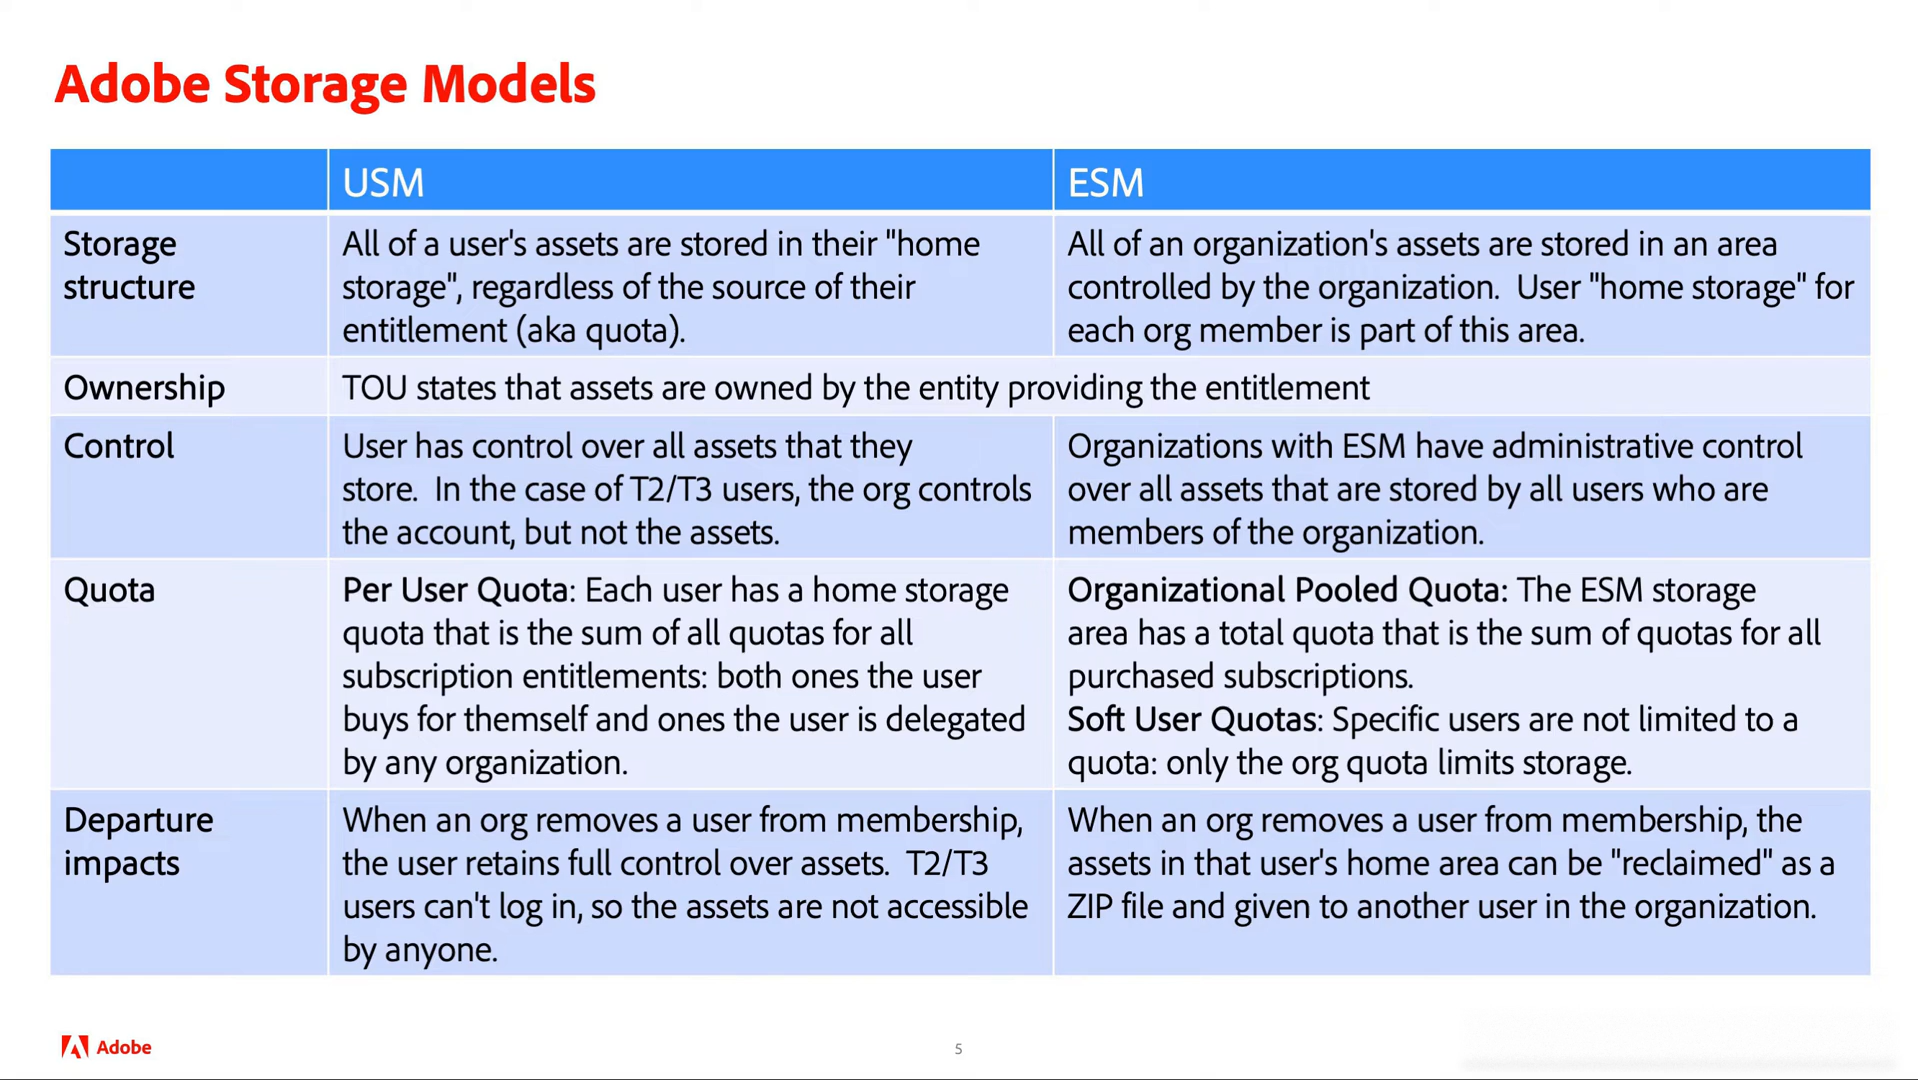 Adobe Storage Models
USM
ESM
Storage
structure
All of a user's assets are stored in their "home
storage", regardless of the source of their
entitlement (aka quota).
All of an organization's assets are stored in an area
controlled by the organization.  User "home storage" for
each org member is part of this area.
Ownership
TOU states that assets are owned by the entity providing the entitlement
Control
User has control over all assets that they
store.  In the case of T2/T3 users, the org controls
the account, but not the assets.
Organizations with ESM have administrative control
over all assets that are stored by all users who are
members of the organization.
Quota
Per User Quota: Each user has a home storage
quota that is the sum of all quotas for all
subscription entitlements: both ones the user
buys for themself and ones the user is delegated
by any organization.
Organizational Pooled Quota: The ESM storage
area has a total quota that is the sum of quotas for all
purchased subscriptions.
Soft User Quotas: Specific users are not limited to a
quota: only the org quota limits storage.
Departure
impacts
When an org removes a user from membership,
the user retains full control over assets.  T2/T3
users can't log in, so the assets are not accessible
by anyone.
When an org removes a user from membership, the
assets in that user's home area can be "reclaimed" as a
ZIP file and given to another user in the organization.
Adobe
5